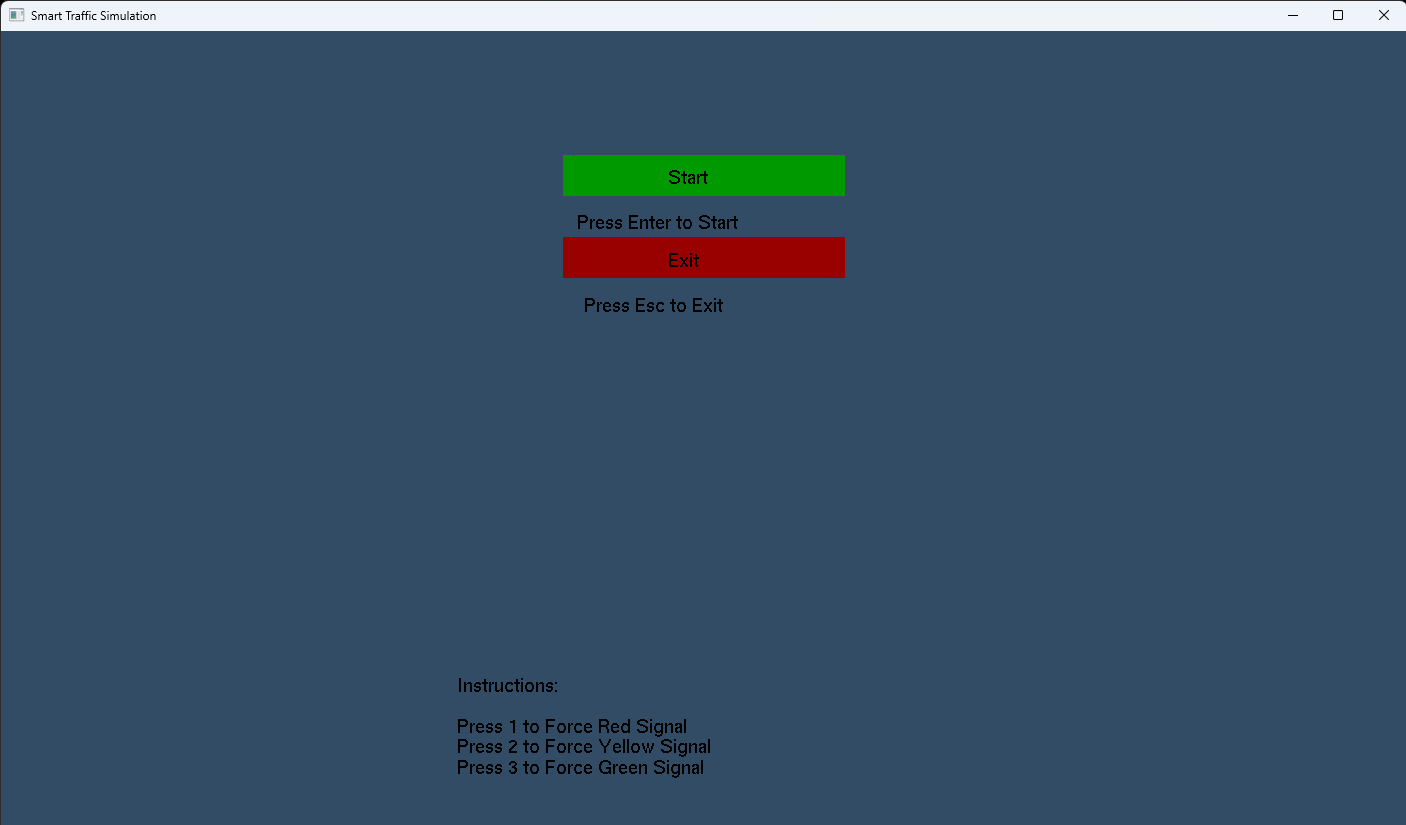 Smart Traffic Simulation
Start
Press Enter to Start
Exit
Press Esc to Exit
Instructions:
Press 1 to Force Red Signal
Press 2 to Force Yellow Signal
Press 3 to Force Green Signal